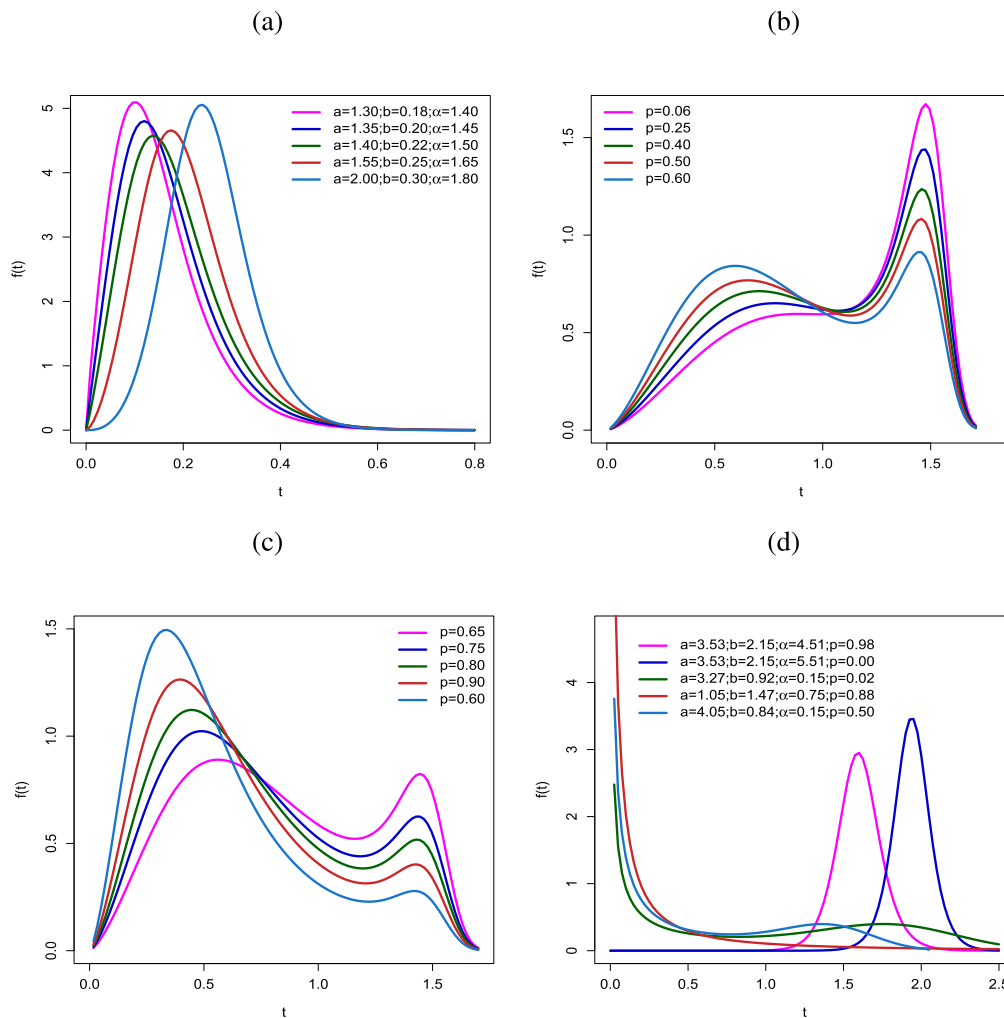 (a)
(b)
a=1.30;b=0.18;α=1.40
a=1.35;b=0.20;α=1.45
a=1.40;b=0.22;α=1.50
a=1.55;b=0.25;α=1.65
a=2.00;b=0.30;α=1.80
f(t)
0 1 2 3 4 5
0.0 0.2 0.4 0.6 0.8
t
p=0.06
p=0.25
p=0.40
p=0.50
p=0.60
f(t)
0.0 0.5 1.0 1.5
0.0 0.5 1.0 1.5
t
(c)
(d)
p=0.65
p=0.75
p=0.80
p=0.90
p=0.60
f(t)
0.0 0.5 1.0 1.5
0.0 0.5 1.0 1.5
t
a=3.53;b=2.15;α=4.51;p=0.98
a=3.53;b=2.15;α=5.51;p=0.00
a=3.27;b=0.92;α=0.15;p=0.02
a=1.05;b=1.47;α=0.75;p=0.88
a=4.05;b=0.84;α=0.15;p=0.50
f(t)
0 1 2 3 4
0.0 0.5 1.0 1.5 2.0 2.5
t